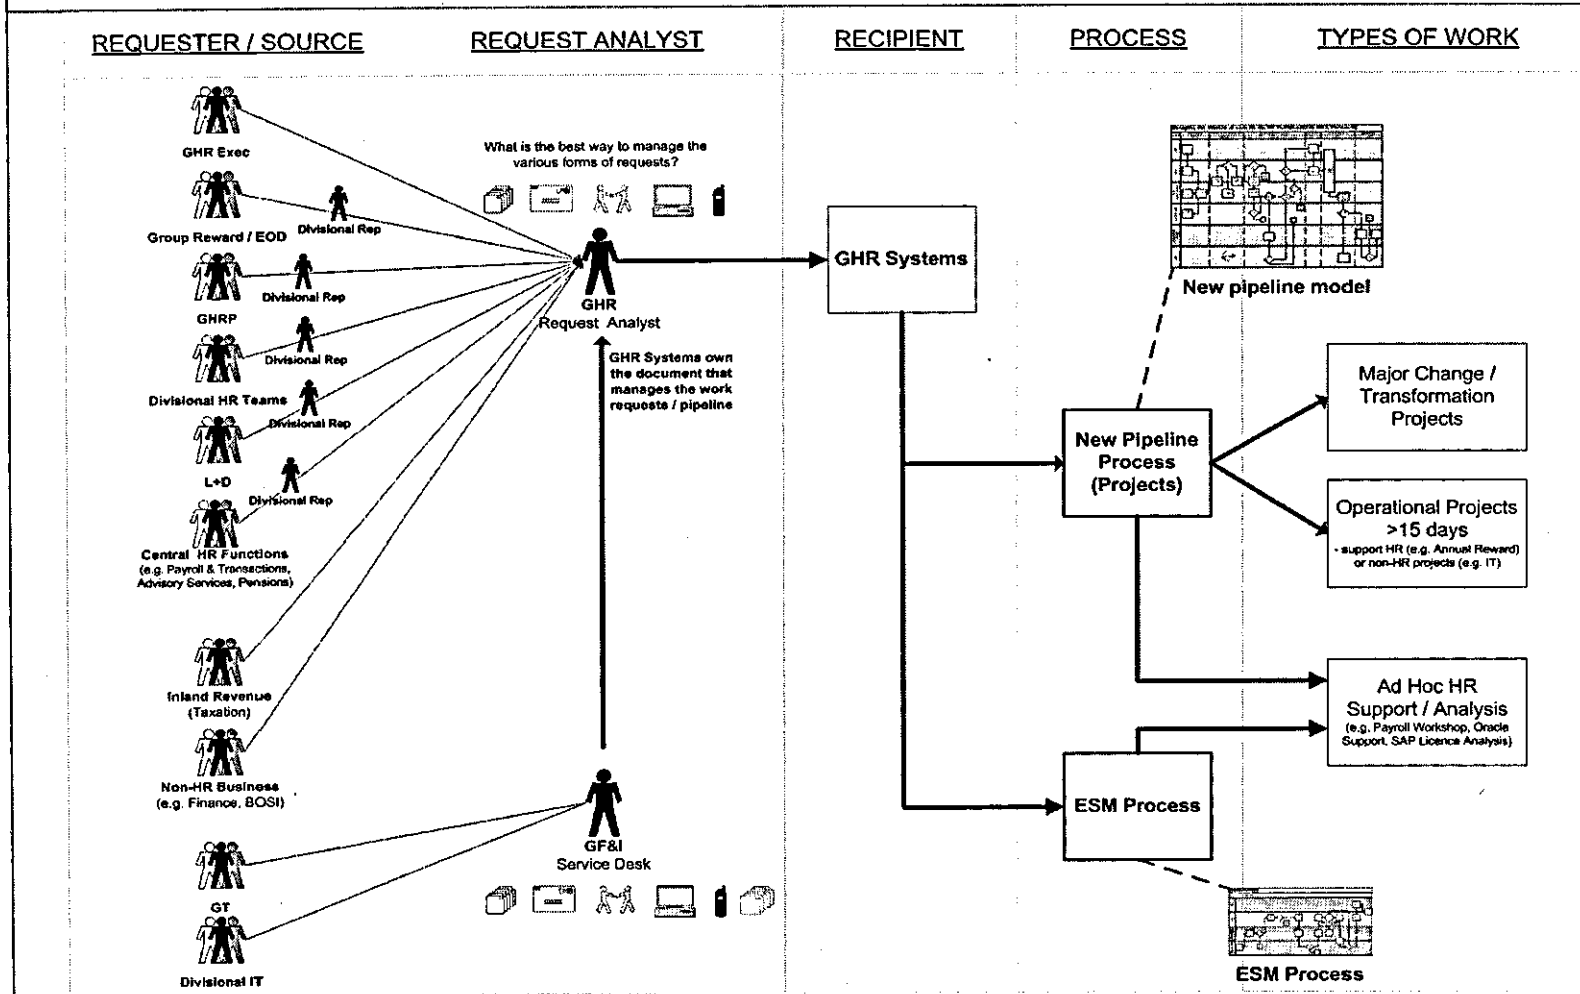 REQUESTER / SOURCE
REQUEST ANALYST
RECIPIENT
PROCESS
TYPES OF WORK
GHR Exec
Group Reward / EOD
Divisional Rep
GHRP
Divisional Rep
Divisional HR Teams
Divisional Rep
L+D
Divisional Rep
Central HR Functions
(e.g. Payroll & Transactions,
Advisory Services, Pensions)
Divisional Rep
Inland Revenue
(Taxation)
Non-HR Business
(e.g. Finance, BOSI)
GT
Divisional IT
What is the best way to manage the
various forms of requests?
GHR
Request Analyst
GHR Systems own
the document that
manages the work
requests / pipeline
GF&I
Service Desk
GHR Systems
New pipeline model
New Pipeline
Process
(Projects)
ESM Process
ESM Process
Major Change /
Transformation
Projects
Operational Projects
>15 days
- support HR (e.g. Annual Reward)
or non-HR projects (e.g. IT)
Ad Hoc HR
Support / Analysis
(e.g. Payroll Workshop, Oracle
Support, SAP Licence Analysis)